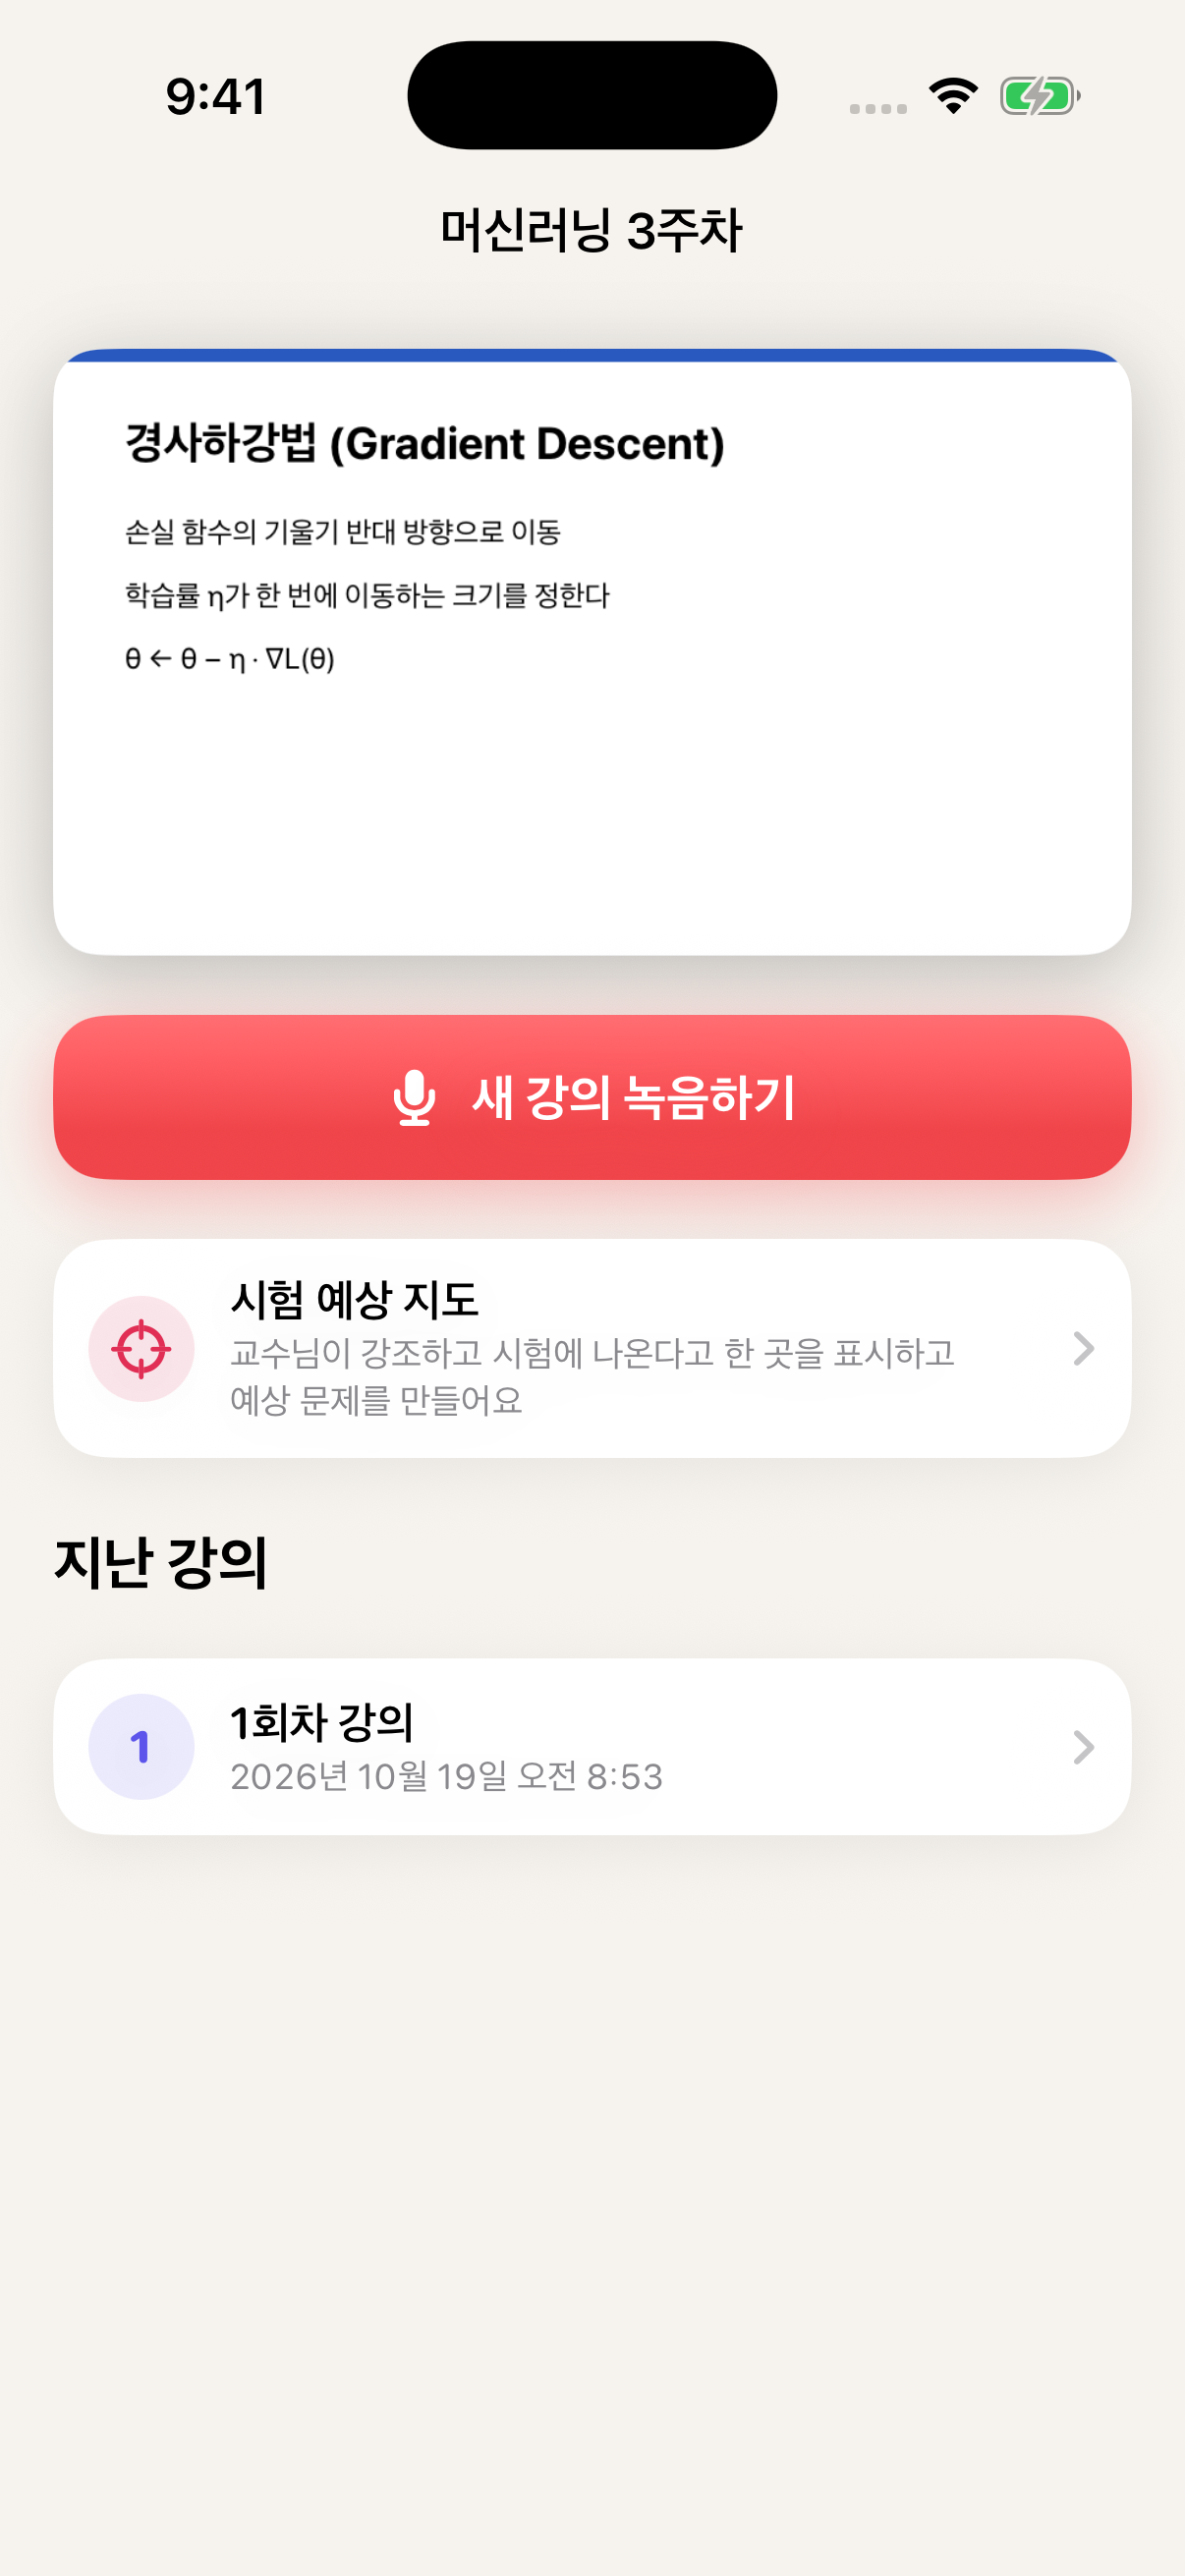 9:41
머신러닝 3주차
경사하강법 (Gradient Descent)
손실 함수의 기울기 반대 방향으로 이동
학습률 η가 한 번에 이동하는 크기를 정한다
θ ← θ − η · ∇L(θ)
새 강의 녹음하기
시험 예상 지도
교수님이 강조하고 시험에 나온다고 한 곳을 표시하고
예상 문제를 만들어요
지난 강의
1
1회차 강의
2026년 10월 19일 오전 8:53